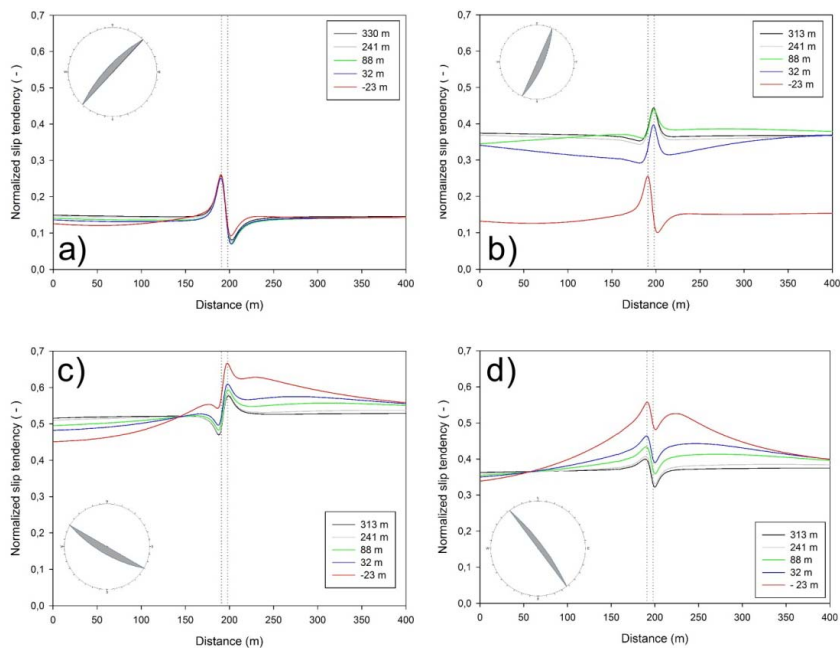 0,7
0,6
0,5
0,4
0,3
0,2
0,1
0,0
Normalized slip tendency ( - )
330 m
241 m
88 m
32 m
-23 m
a)
0 50 100 150 200 250 300 350 400
Distance (m)
0,7
0,6
0,5
0,4
0,3
0,2
0,1
0,0
Normalized slip tendency ( - )
313 m
241 m
88 m
32 m
-23 m
b)
0 50 100 150 200 250 300 350 400
Distance (m)
0,7
0,6
0,5
0,4
0,3
0,2
0,1
0,0
Normalized slip tendency ( - )
c)
313 m
241 m
88 m
32 m
-23 m
0 50 100 150 200 250 300 350 400
Distance (m)
0,7
0,6
0,5
0,4
0,3
0,2
0,1
0,0
Normalized slip tendency ( - )
d)
313 m
241 m
88 m
32 m
- 23 m
0 50 100 150 200 250 300 350 400
Distance (m)